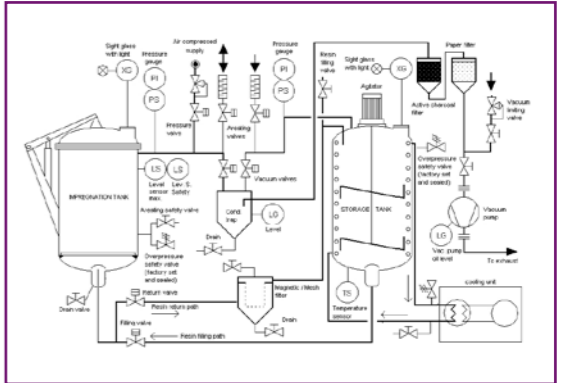 Sight glass
with light
XG
Pressure
gauge
PI
PS
Air compressed
supply
Pressure
valve
Areating
valves
Pressure
gauge
PI
PS
Vacuum valves
Resin
filling
valve
Sight glass
with light
XG
Agitator
Active charcoal
filter
Paper filter
Vacuum
limiting
valve
Overpressure
safety valve
(factory set
and sealed)
Vacuum
pump
LG
Vac. pump
oil level
To exhaust
IMPREGNATION TANK
LS
LS
Level
sensor
max.
Lev. S.
Safety
Areating safety valve
Overpressure
safety valve
(factory set
and sealed)
Drain valve
Cond.
trap
Drain
LG
Level
STORAGE TANK
TS
Temperature
sensor
Magnetic / Mesh
filter
Drain
Return valve
Resin return path
Filling valve
Resin filling path
cooling unit